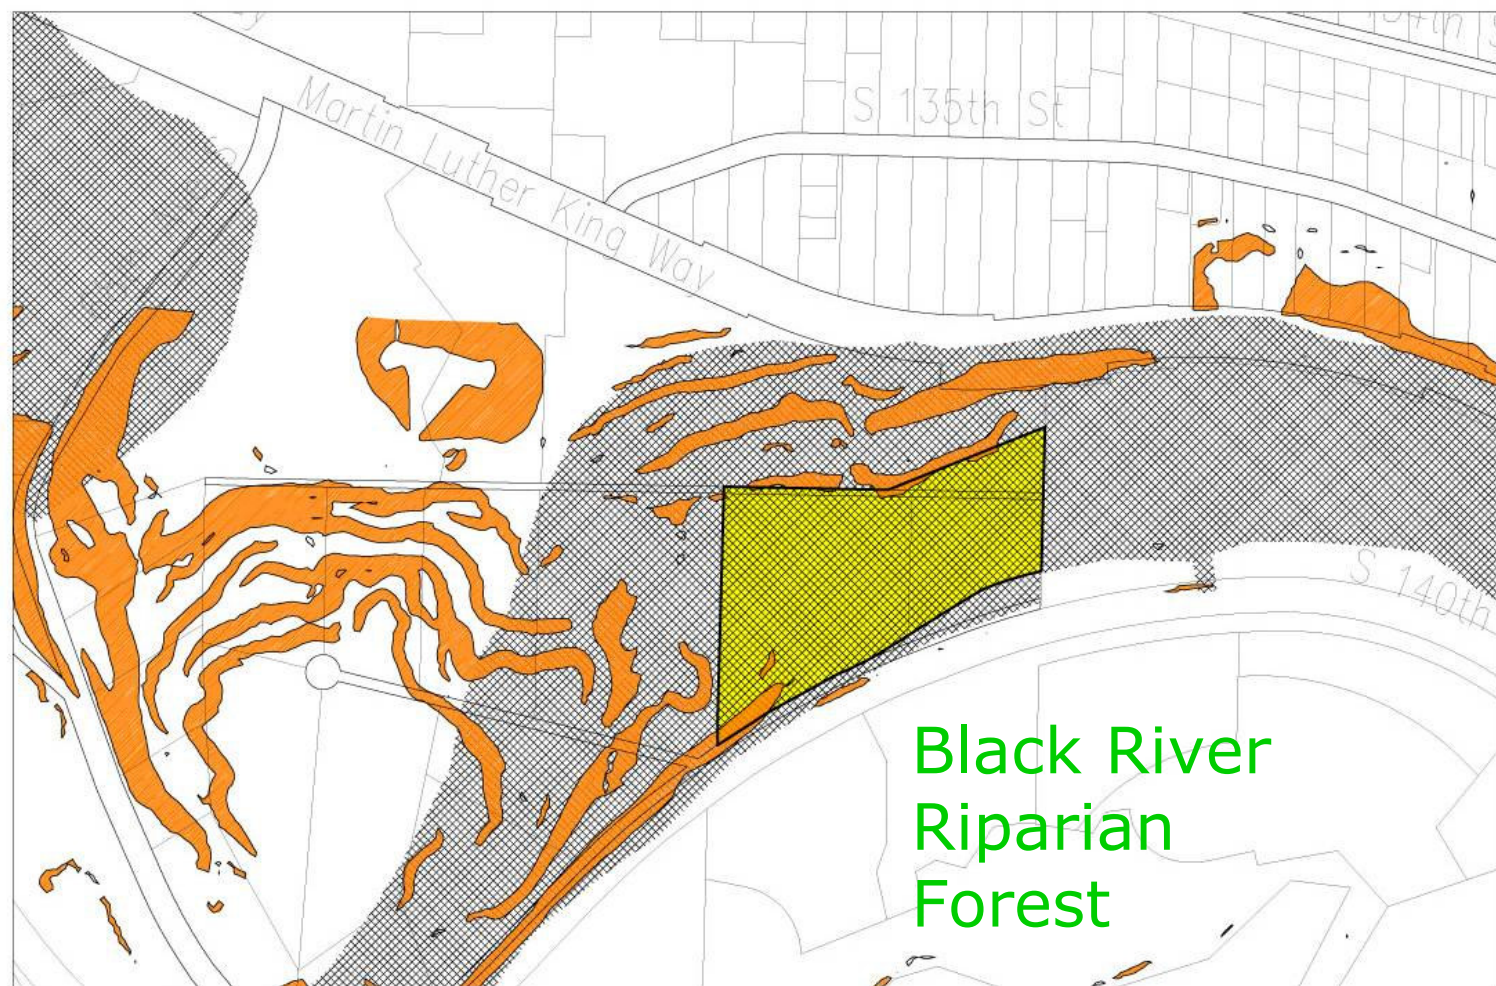 S 135th St
Martin Luther King Way
S 140th
Black River
Riparian
Forest